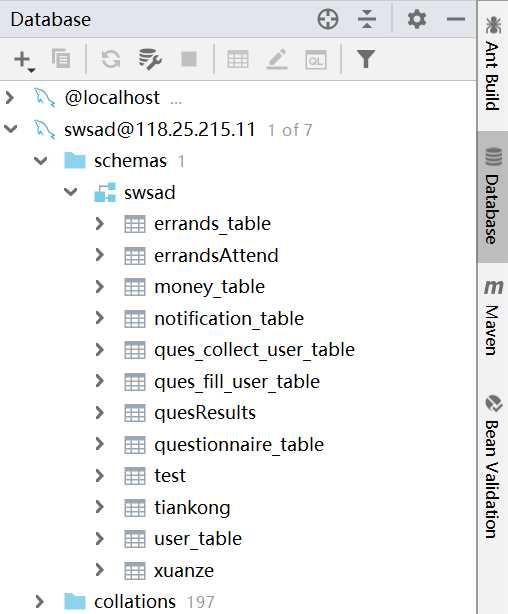 Database
QL
@localhost ...
swsad@118.25.215.11 1 of 7
schemas 1
swsad
errands_table
errandsAttend
money_table
notification_table
ques_collect_user_table
ques_fill_user_table
quesResults
questionnaire_table
test
tiankong
user_table
xuanze
collations 197
Ant Build
Database
m Maven
Bean Validation